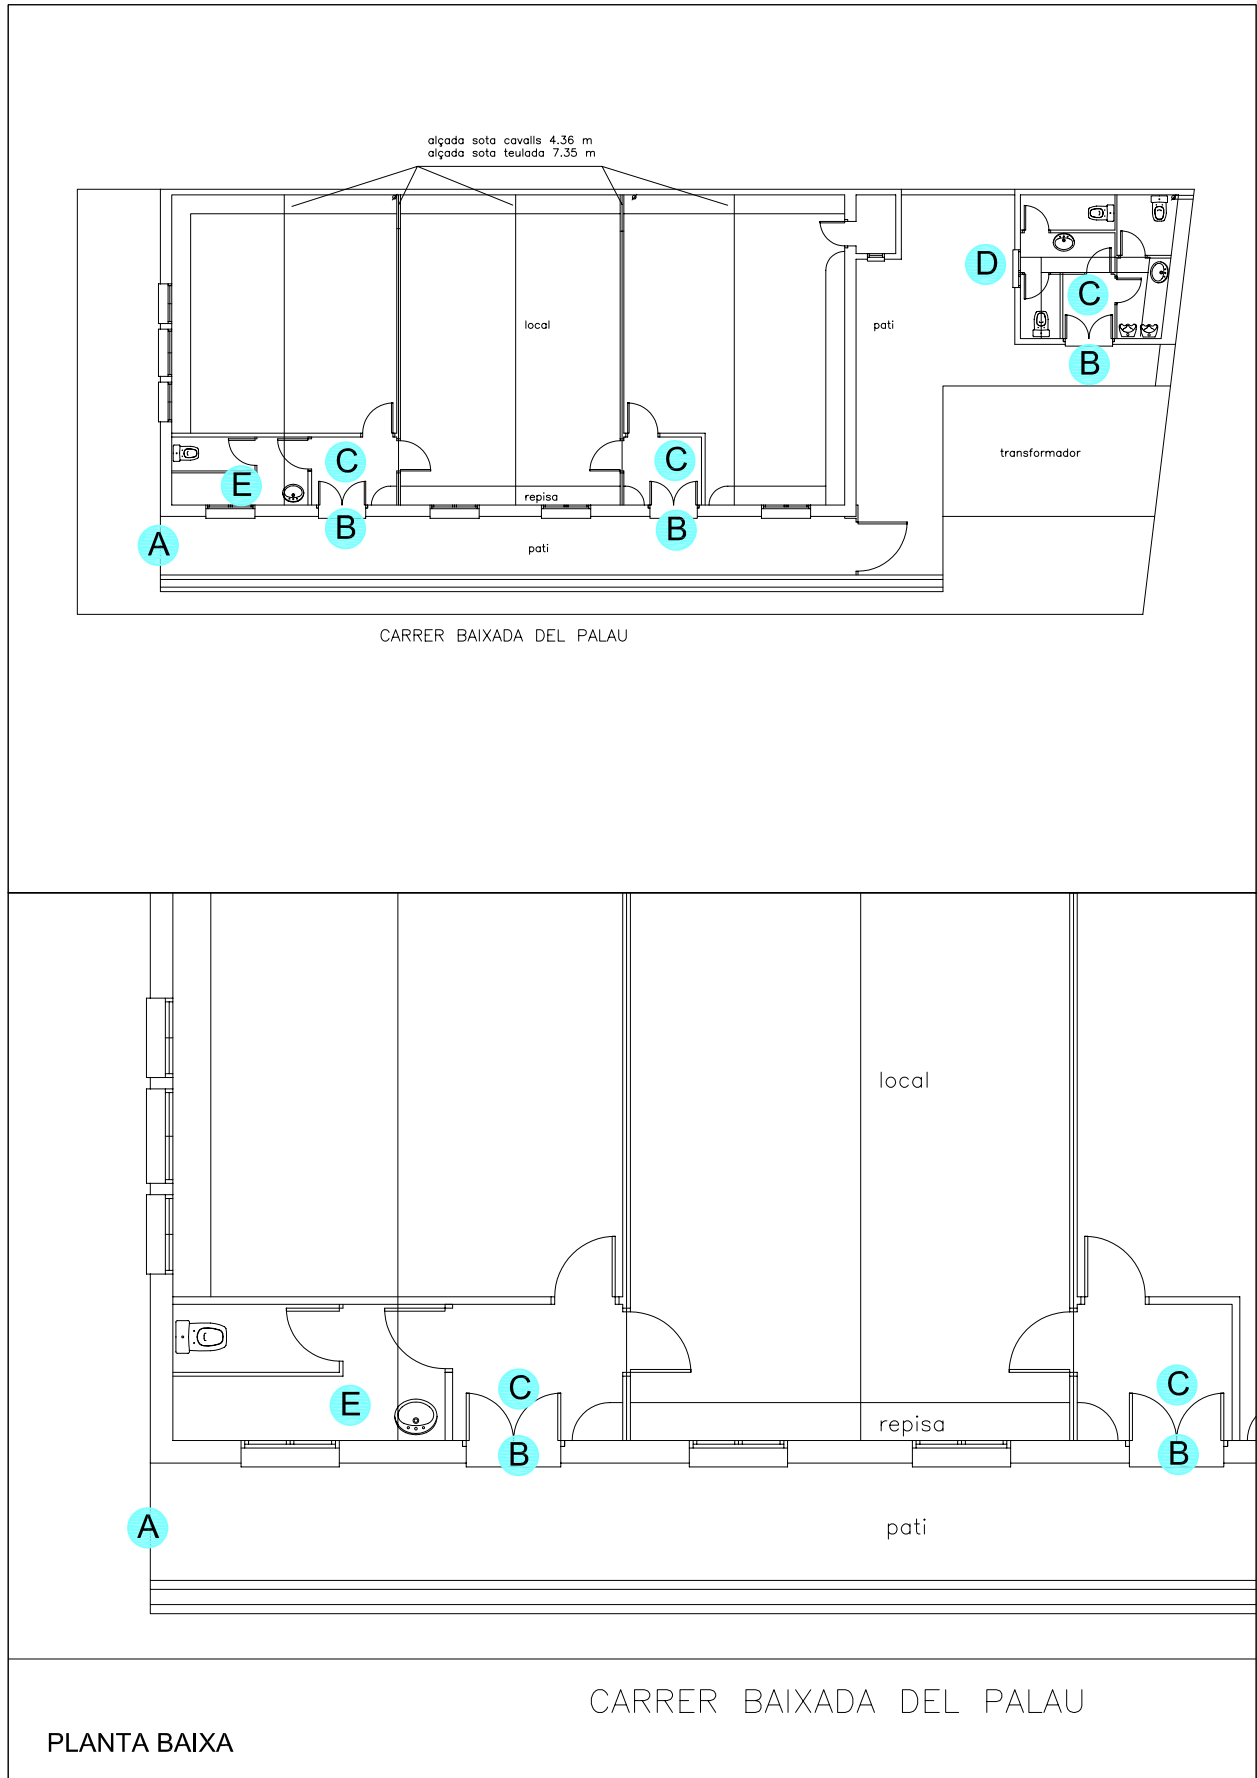 alçada sota cavalls 4.36 m
alçada sota teulada 7.35 m
D
C
local
pati
B
transformador
C
C
E
repisa
B
B
A
pati
CARRER BAIXADA DEL PALAU
local
C
C
E
repisa
B
B
A
pati
CARRER BAIXADA DEL PALAU
PLANTA BAIXA